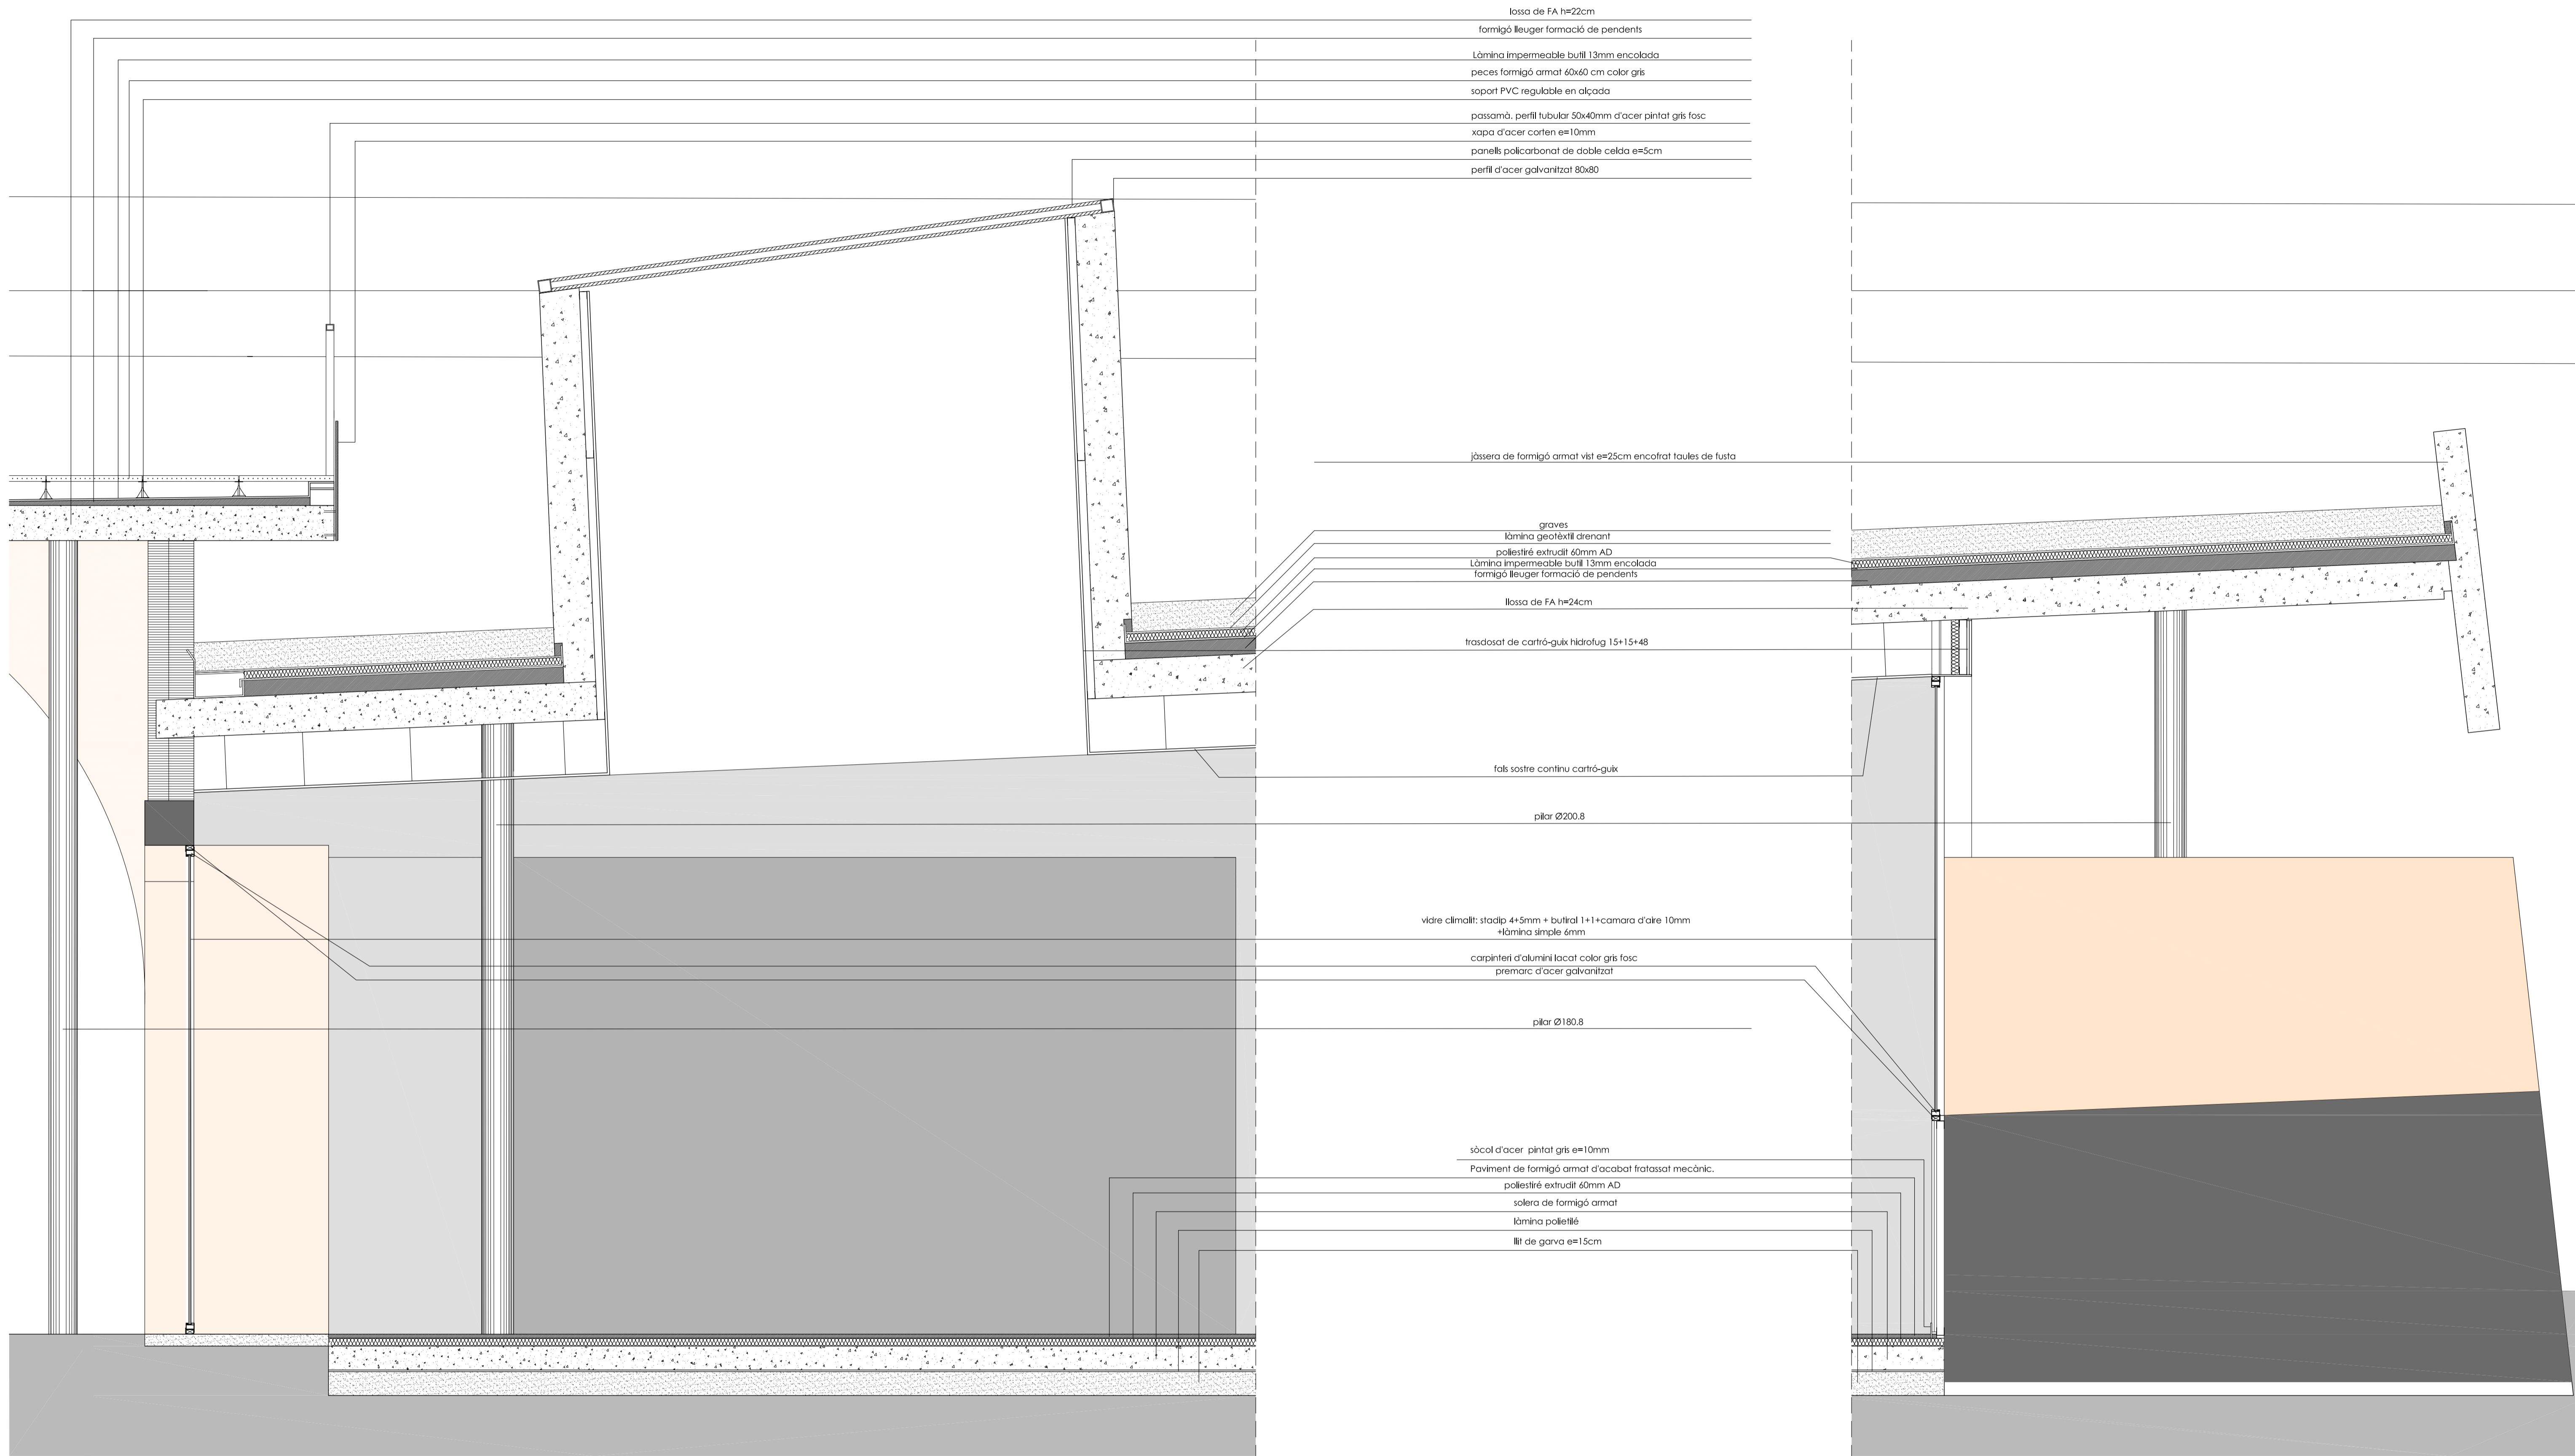 lossa de FA h=22cm
formigó lleuger formació de pendents
Làmina impermeable butil 13mm encolada
peces formigó armat 60x60 cm color gris
soport PVC regulable en alçada
passamà. perfil tubular 50x40mm d'acer pintat gris fosc
xapa d'acer corten e=10mm
panells policarbonat de doble celda e=5cm
perfil d'acer galvanitzat 80x80
jàssera de formigó armat vist e=25cm encofrat taules de fusta
graves
làmina geotèxtil drenant
poliestiré extrudit 60mm AD
Làmina impermeable butil 13mm encolada
formigó lleuger formació de pendents
llossa de FA h=24cm
trasdosat de cartró-guix hidrofug 15+15+48
fals sostre continu cartró-guix
pilar Ø200.8
vidre climalit: stadip 4+5mm + butiral 1+1+camara d'aire 10mm
+làmina simple 6mm
carpinteri d'alumini lacat color gris fosc
premarc d'acer galvanitzat
pilar Ø180.8
sòcol d'acer pintat gris e=10mm
Paviment de formigó armat d'acabat fratassat mecànic.
poliestiré extrudit 60mm AD
solera de formigó armat
làmina polietilé
llit de garva e=15cm